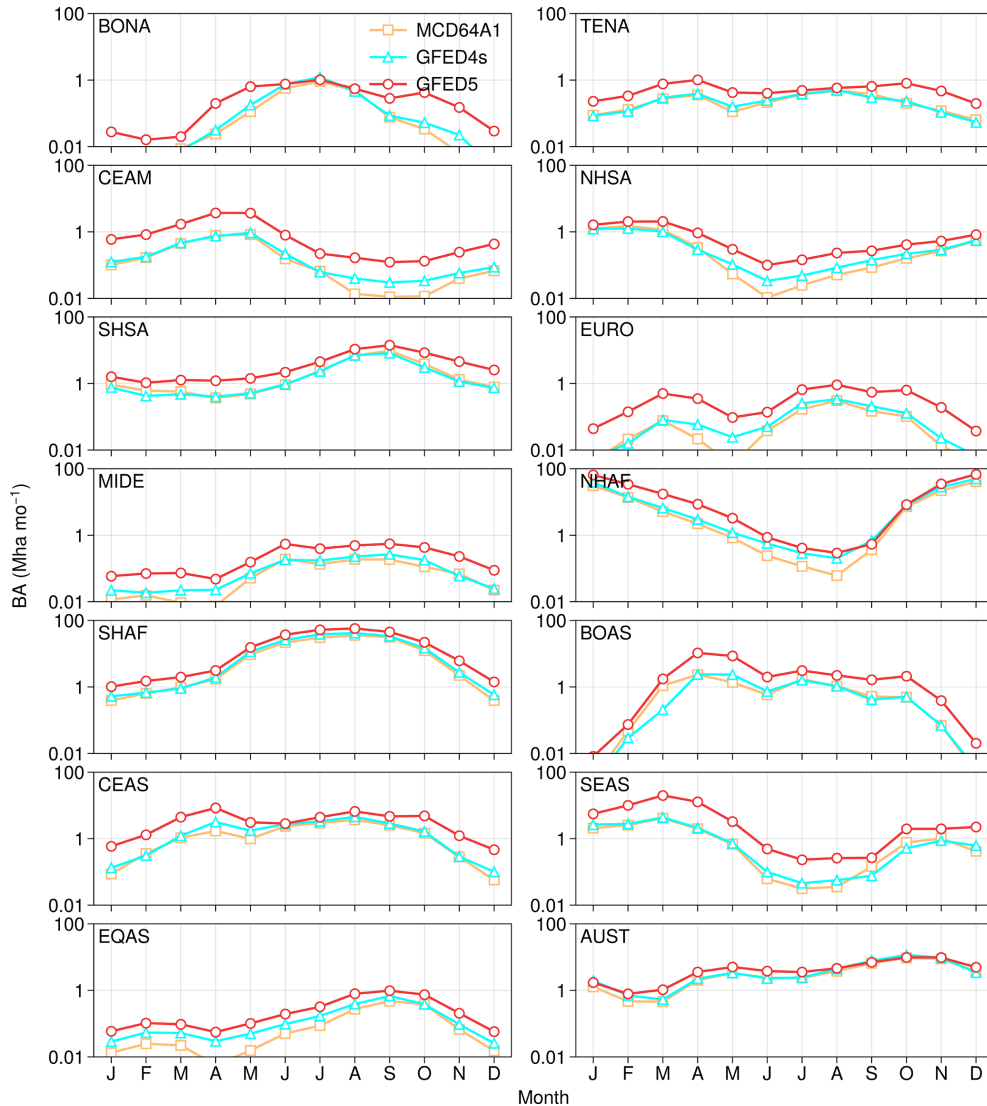 BONA
100
1
0.01
MCD64A1
GFED4s
GFED5
TENA
100
1
0.01
CEAM
100
1
0.01
NHSA
100
1
0.01
SHSA
100
1
0.01
EURO
100
1
0.01
MIDE
100
1
0.01
NHAF
100
1
0.01
SHAF
100
1
0.01
BOAS
100
1
0.01
CEAS
100
1
0.01
SEAS
100
1
0.01
EQAS
100
1
0.01
AUST
100
1
0.01
BA (Mha mo⁻¹)
J F M A M J J A S O N D
J F M A M J J A S O N D
Month